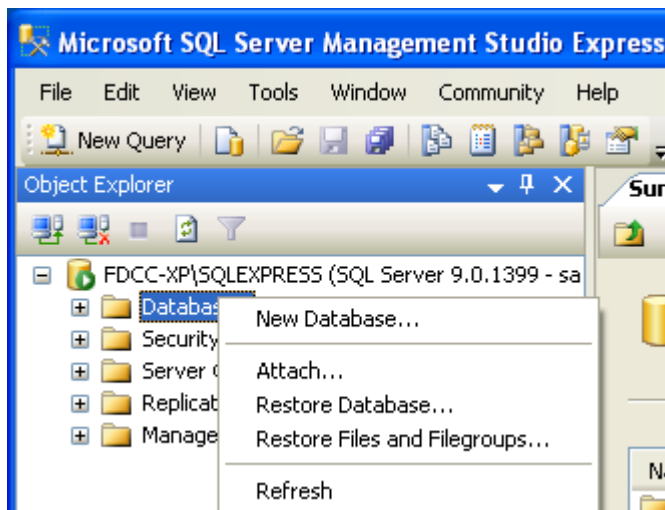 Microsoft SQL Server Management Studio Express
File Edit View Tools Window Community Help
New Query
Object Explorer
FDCC-XP\SQLEXPRESS (SQL Server 9.0.1399 - sa
Databas
Security
Server
Replicat
Manage
New Database...
Attach...
Restore Database...
Restore Files and Filegroups...
Refresh